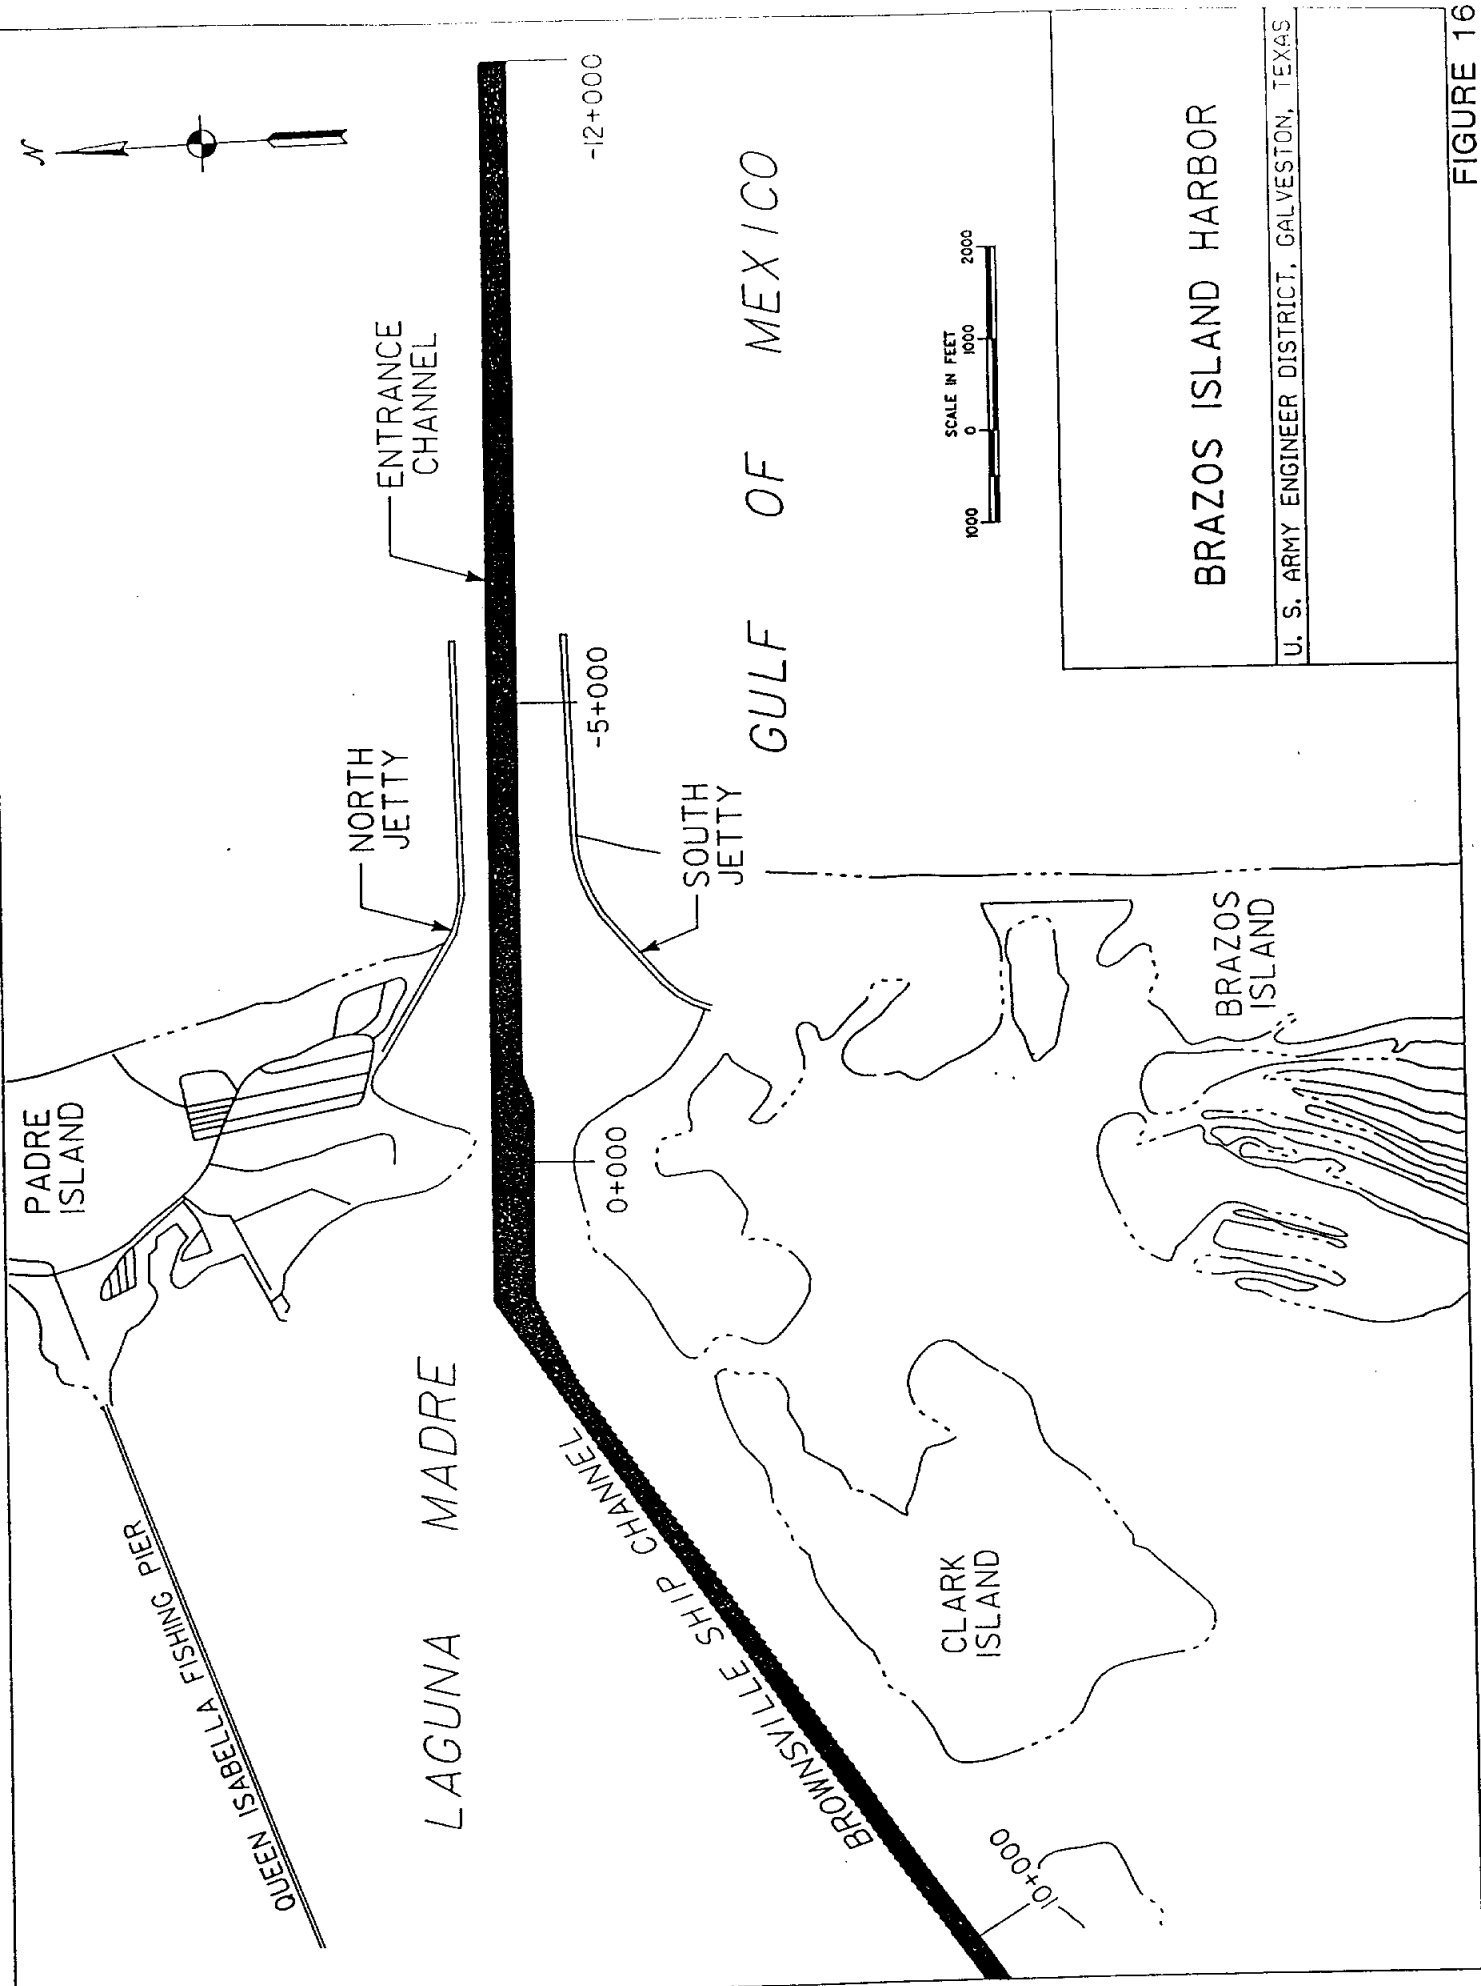 N
PADRE
ISLAND
QUEEN ISABELLA FISHING PIER
NORTH
JETTY
ENTRANCE
CHANNEL
LAGUNA MADRE
-12+000
-5+000
0+000
10+000
BROWNSVILLE SHIP CHANNEL
SOUTH
JETTY
GULF OF MEXICO
CLARK
ISLAND
BRAZOS
ISLAND
SCALE IN FEET
1000 0 1000 2000
BRAZOS ISLAND HARBOR
U. S. ARMY ENGINEER DISTRICT, GALVESTON, TEXAS
FIGURE 16